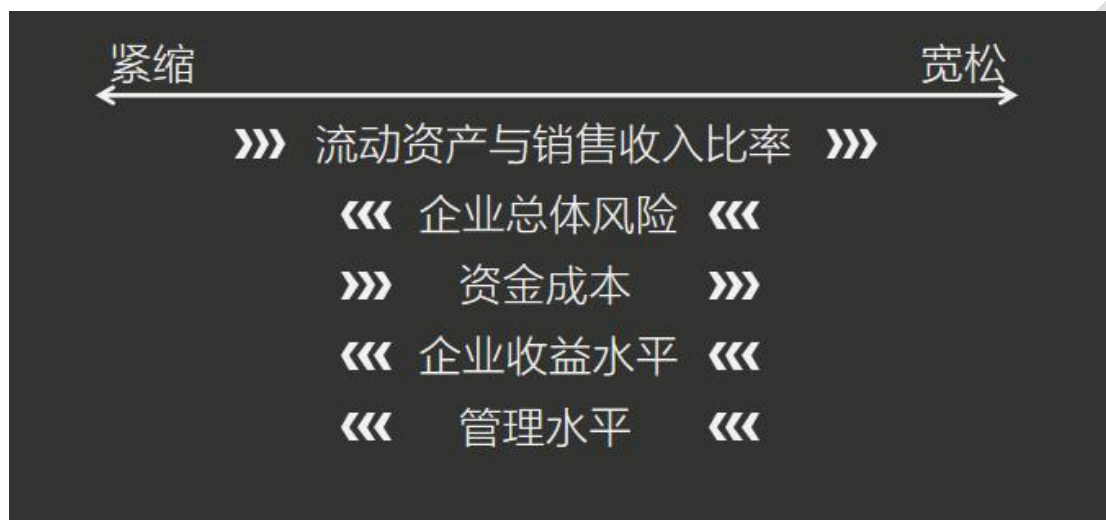 紧缩 宽松
流动资产与销售收入比率
企业总体风险
资金成本
企业收益水平
管理水平